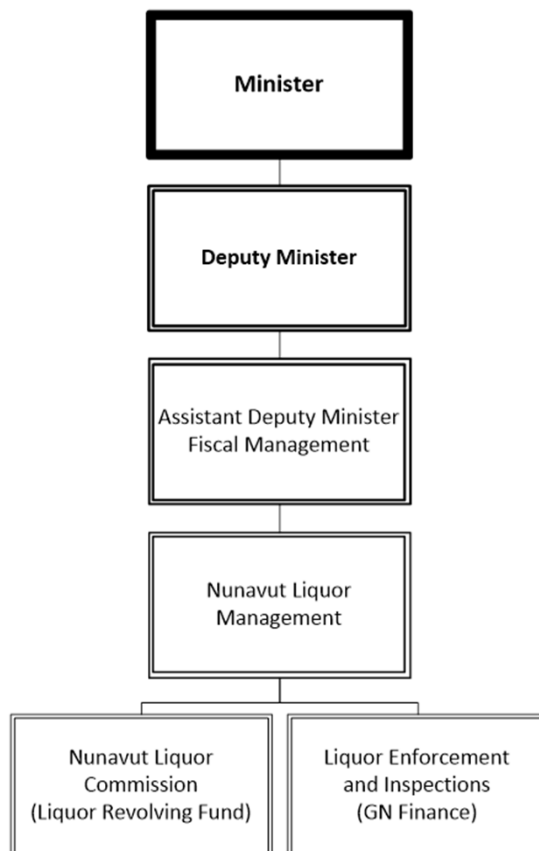 Minister
Deputy Minister
Assistant Deputy Minister
Fiscal Management
Nunavut Liquor
Management
Nunavut Liquor
Commission
(Liquor Revolving Fund)
Liquor Enforcement
and Inspections
(GN Finance)